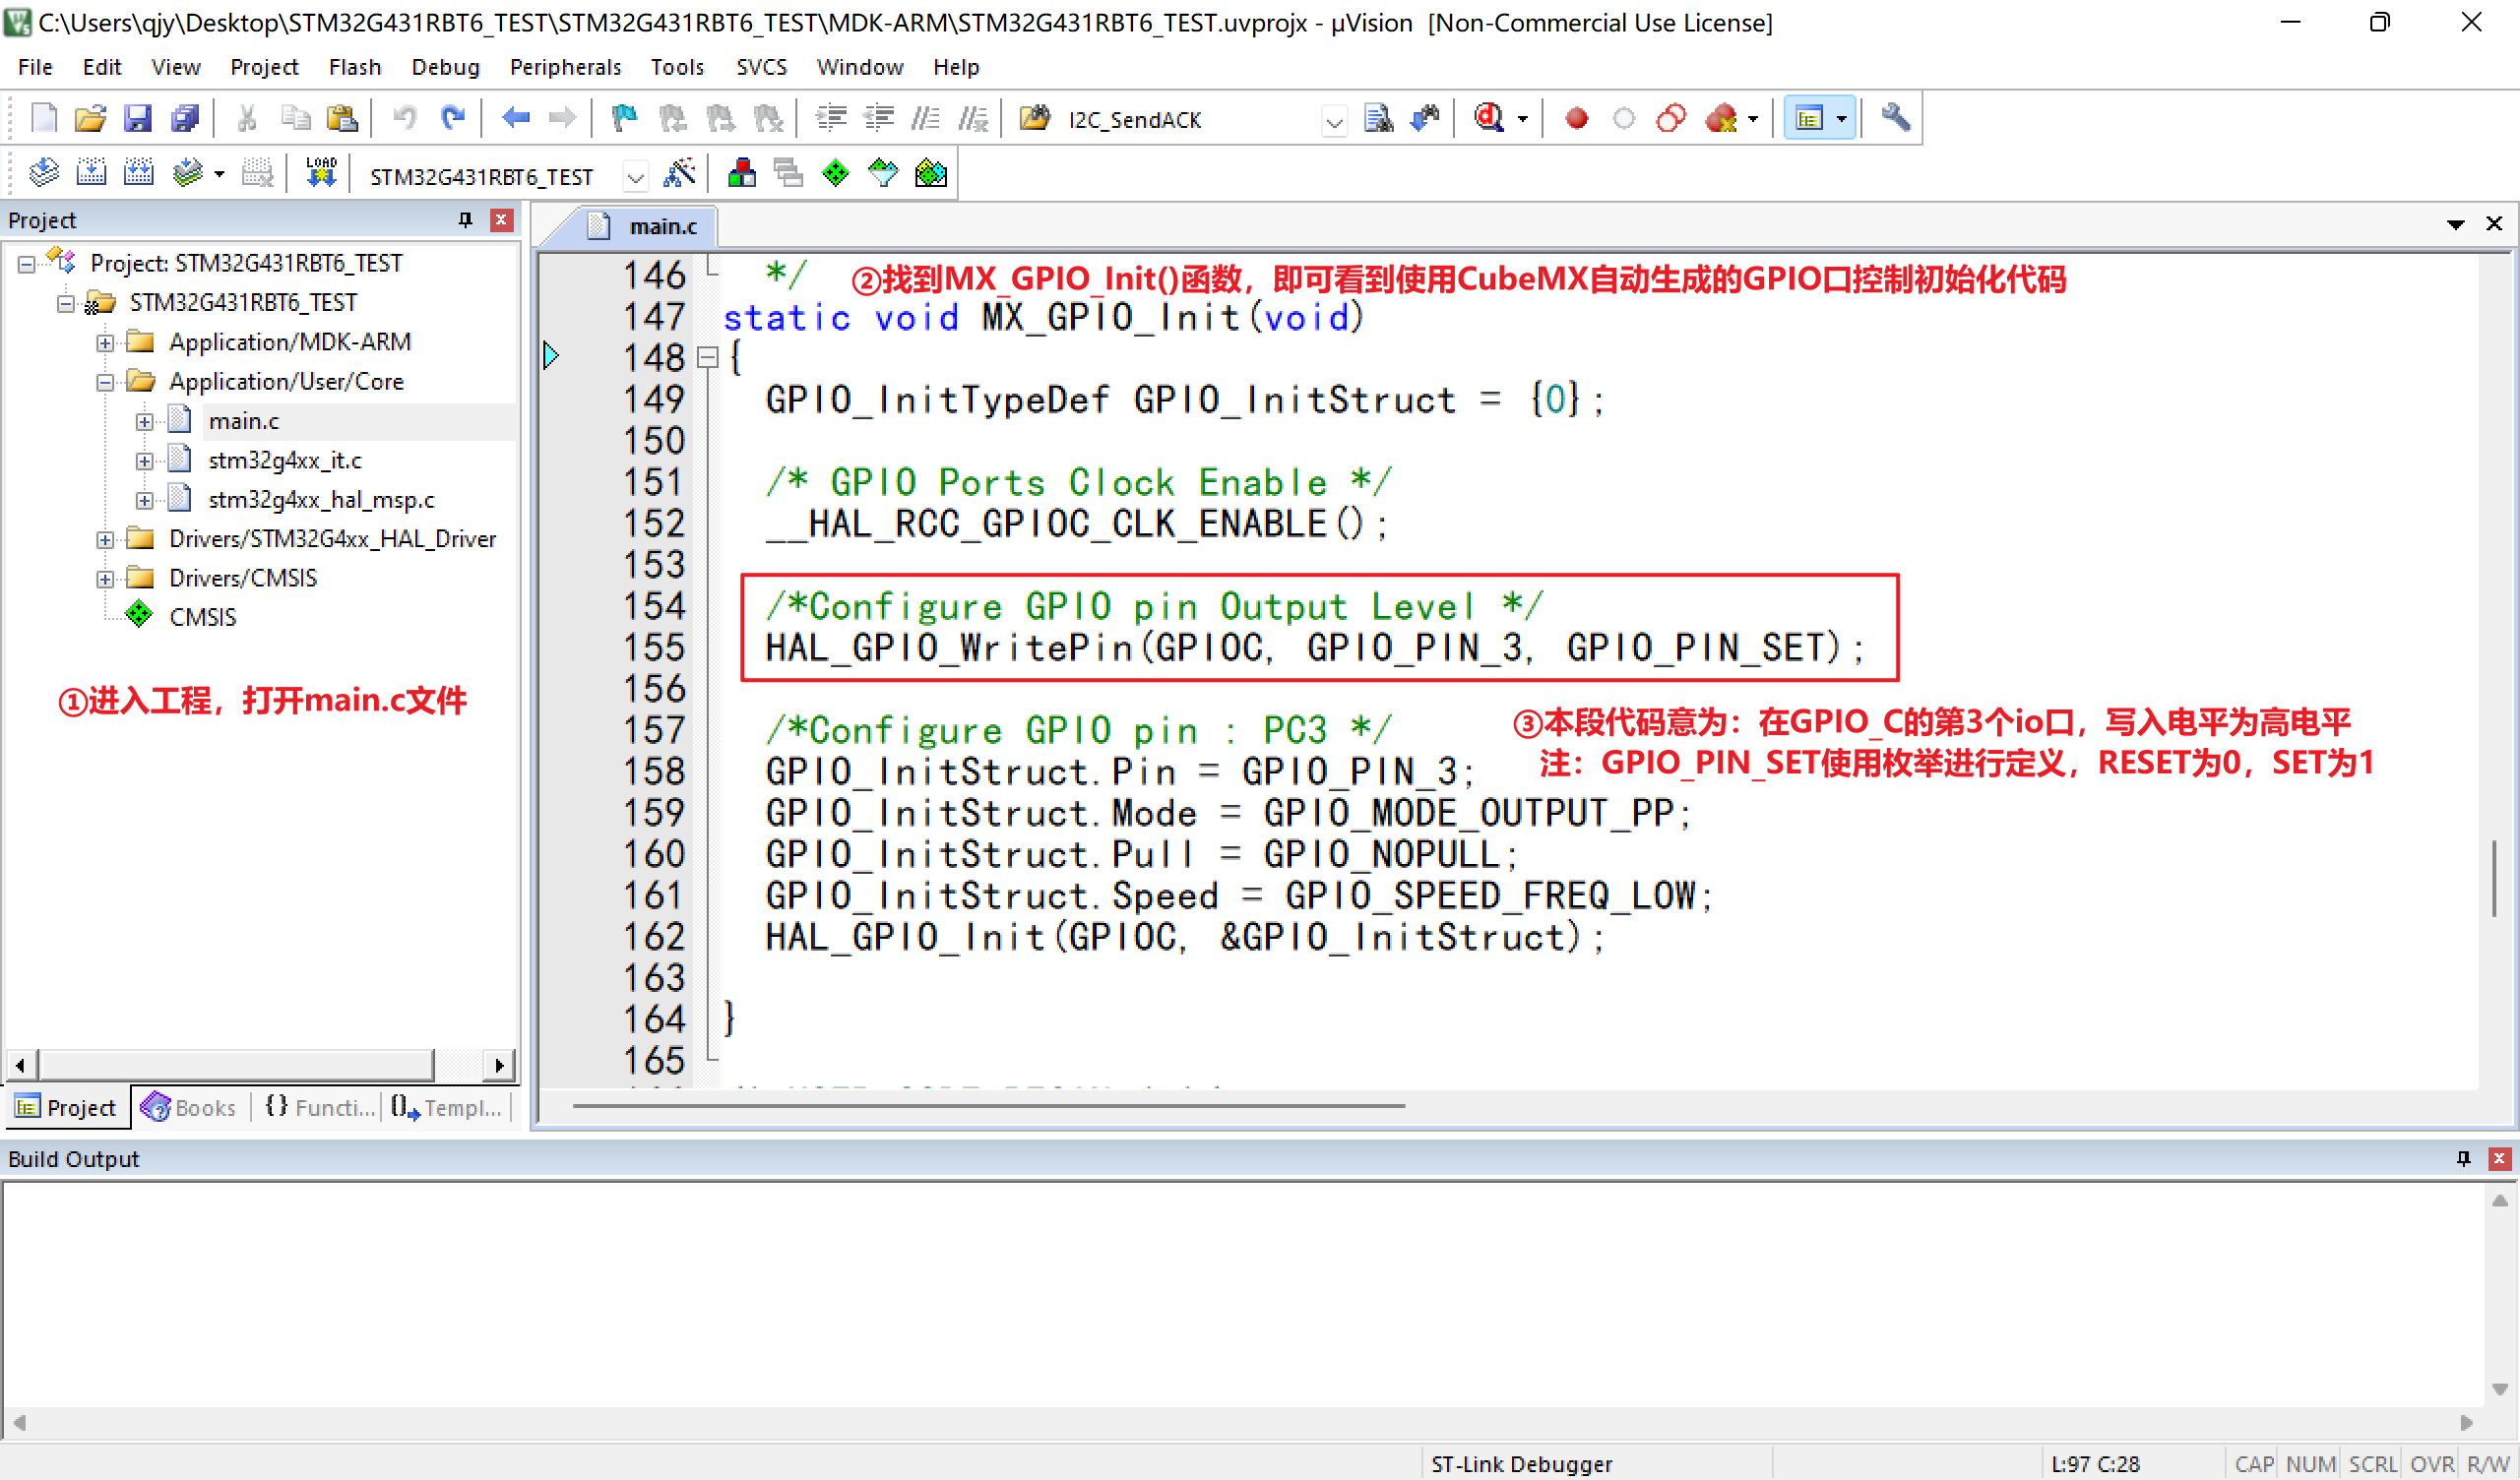 C:\Users\qjy\Desktop\STM32G431RBT6_TEST\STM32G431RBT6_TEST\MDK-ARM\STM32G431RBT6_TEST.uvprojx - µVision [Non-Commercial Use License]
File Edit View Project Flash Debug Peripherals Tools SVCS Window Help
I2C_SendACK
LOAD STM32G431RBT6_TEST
Project
Project: STM32G431RBT6_TEST
STM32G431RBT6_TEST
Application/MDK-ARM
Application/User/Core
main.c
stm32g4xx_it.c
stm32g4xx_hal_msp.c
Drivers/STM32G4xx_HAL_Driver
Drivers/CMSIS
CMSIS
①进入工程，打开main.c文件
Project Books {} Functi... Templ...
main.c
146 */
②找到MX_GPIO_Init()函数，即可看到使用CubeMX自动生成的GPIO口控制初始化代码
147 static void MX_GPIO_Init(void)
148 {
149 GPIO_InitTypeDef GPIO_InitStruct = {0};
150
151 /* GPIO Ports Clock Enable */
152 __HAL_RCC_GPIOC_CLK_ENABLE();
153
154 /*Configure GPIO pin Output Level */
155 HAL_GPIO_WritePin(GPIOC, GPIO_PIN_3, GPIO_PIN_SET);
156
157 /*Configure GPIO pin : PC3 */
158 GPIO_InitStruct.Pin = GPIO_PIN_3;
159 GPIO_InitStruct.Mode = GPIO_MODE_OUTPUT_PP;
160 GPIO_InitStruct.Pull = GPIO_NOPULL;
161 GPIO_InitStruct.Speed = GPIO_SPEED_FREQ_LOW;
162 HAL_GPIO_Init(GPIOC, &GPIO_InitStruct);
163
164 }
165
③本段代码意为：在GPIO_C的第3个io口，写入电平为高电平
注：GPIO_PIN_SET使用枚举进行定义，RESET为0，SET为1
Build Output
ST-Link Debugger L:97 C:28 CAP NUM SCRL OVR R/W